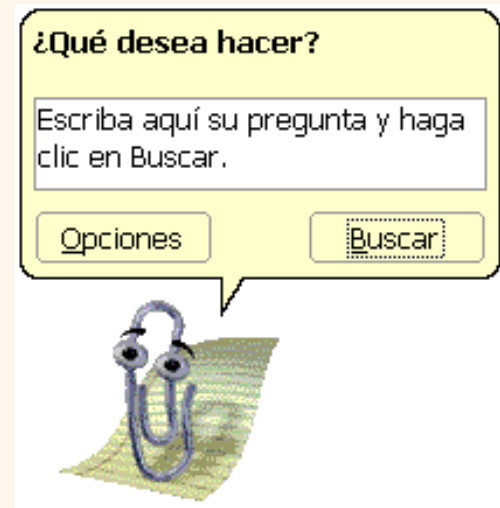 ¿Qué desea hacer?
Escriba aquí su pregunta y haga
clic en Buscar.
Opciones
Buscar